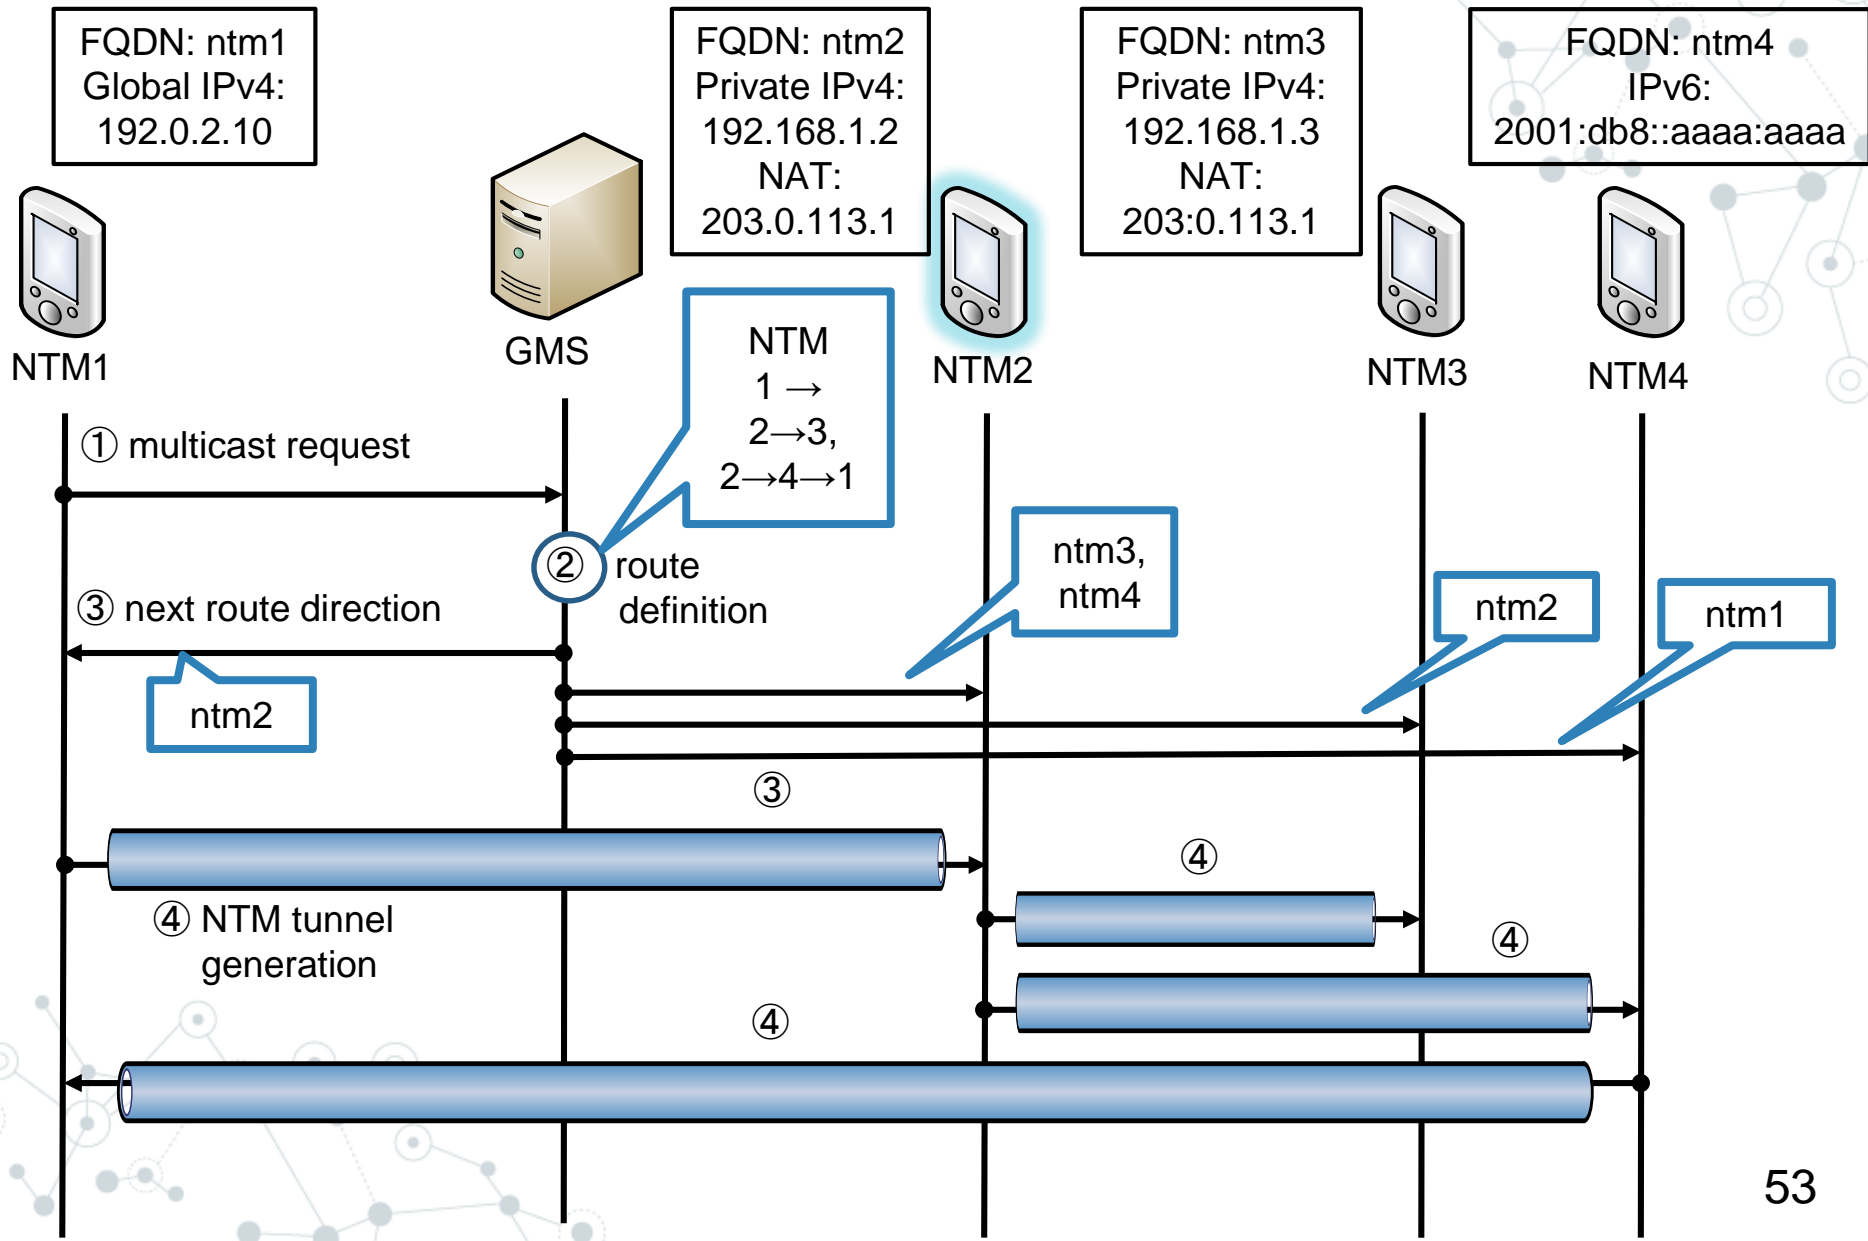 FQDN: ntm1
Global IPv4:
192.0.2.10
FQDN: ntm2
Private IPv4:
192.168.1.2
NAT:
203.0.113.1
FQDN: ntm3
Private IPv4:
192.168.1.3
NAT:
203:0.113.1
FQDN: ntm4
IPv6:
2001:db8::aaaa:aaaa
NTM1
GMS
NTM2
NTM3
NTM4
NTM
1 →
2→3,
2→4→1
① multicast request
② route
definition
ntm3,
ntm4
ntm2
ntm1
③ next route direction
ntm2
③
④
④ NTM tunnel
generation
④
④
53